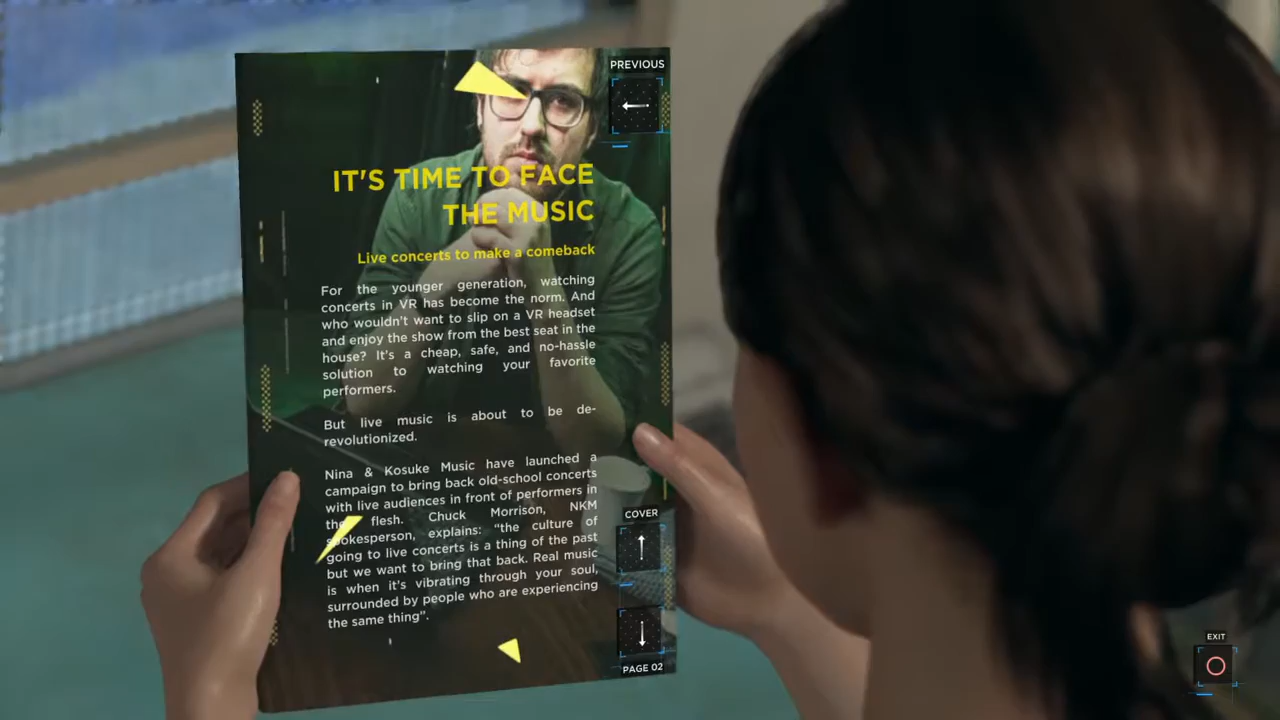 PREVIOUS
IT'S TIME TO FACE
THE MUSIC
Live concerts to make a comeback
For the younger generation, watching
concerts in VR has become the norm. And
who wouldn't want to slip on a VR headset
and enjoy the show from the best seat in the
house? It's a cheap, safe, and no-hassle
solution to watching your favorite
performers.
But live music is about to be de-
revolutionized.
Nina & Kosuke Music have launched a
campaign to bring back old-school concerts
with live audiences in front of performers in
the flesh. Chuck Morrison, NKM
spokesperson, explains: "the culture of
going to live concerts is a thing of the past
but we want to bring that back. Real music
is when it's vibrating through your soul,
surrounded by people who are experiencing
the same thing".
COVER
PAGE 02
EXIT